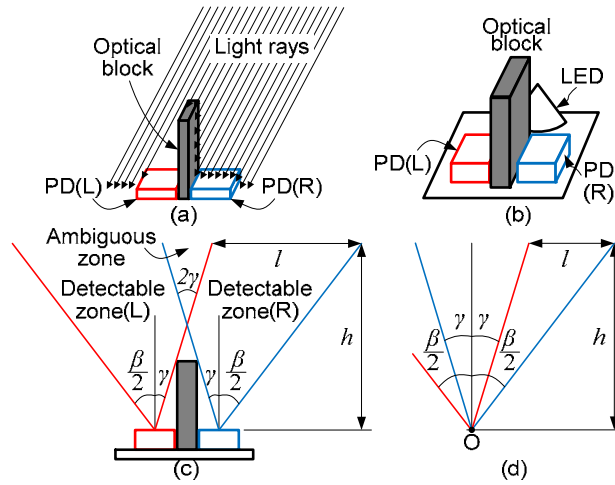 Optical
block
Light rays
PD(L)
PD(R)
(a)
Optical
block
LED
PD(L)
PD
(R)
(b)
Ambiguous
zone
l
2γ
Detectable
zone(L)
Detectable
zone(R)
h
β
2
γ
γ
β
2
(c)
l
γ
γ
β
2
β
2
h
O
(d)